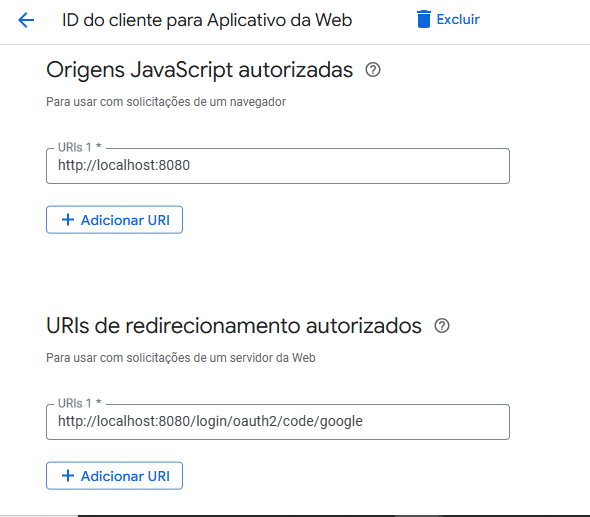 ID do cliente para Aplicativo da Web
Excluir
Origens JavaScript autorizadas
Para usar com solicitações de um navegador
URIs 1 *
http://localhost:8080
+ Adicionar URI
URIs de redirecionamento autorizados
Para usar com solicitações de um servidor da Web
URIs 1 *
http://localhost:8080/login/oauth2/code/google
+ Adicionar URI